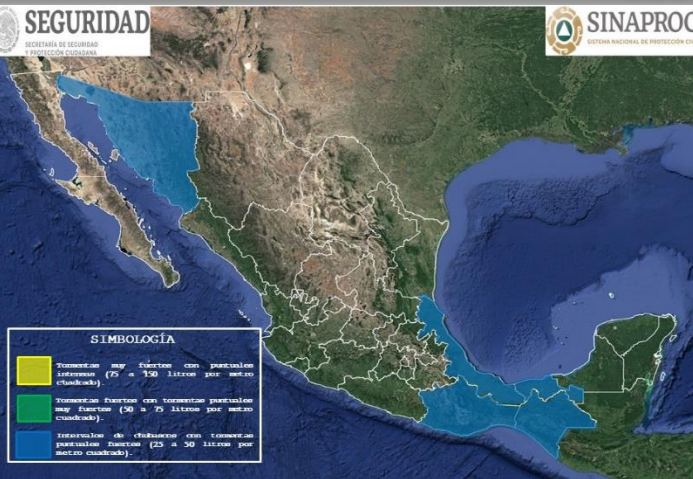 SEGURIDAD
SECRETARÍA DE SEGURIDAD
Y PROTECCIÓN CIUDADANA
SINAPROC
SISTEMA NACIONAL DE PROTECCIÓN CIV
SIMBOLOGÍA
Tormentas muy fuertes con puntuales
intensas (75 a 150 litros por metro
cuadrado).
Tormentas fuertes con tormentas puntuales
muy fuertes (50 a 75 litros por metro
cuadrado).
Intervalos de chubascos con tormentas
puntuales fuertes (25 a 50 litros por
metro cuadrado).